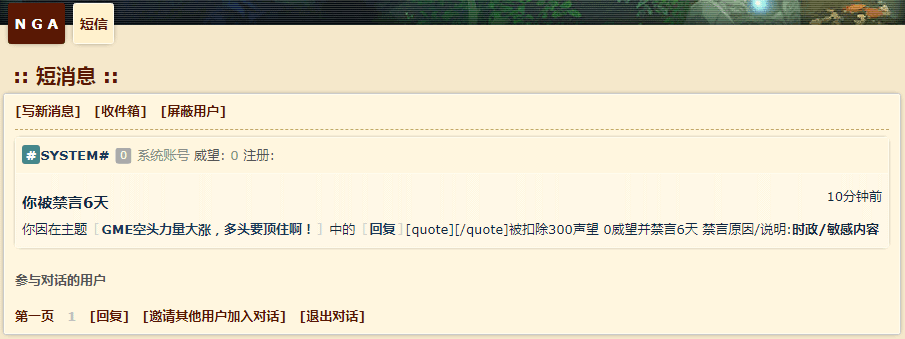 NGA 短信
:: 短消息 ::
[写新消息] [收件箱] [屏蔽用户]
#SYSTEM# 0 系统账号 威望: 0 注册:
你被禁言6天 10分钟前
你因在主题 [GME空头力量大涨，多头要顶住啊！] 中的 [回复][quote][/quote]被扣除300声望 0威望并禁言6天 禁言原因/说明:时政/敏感内容
参与对话的用户
第一页 1 [回复] [邀请其他用户加入对话] [退出对话]